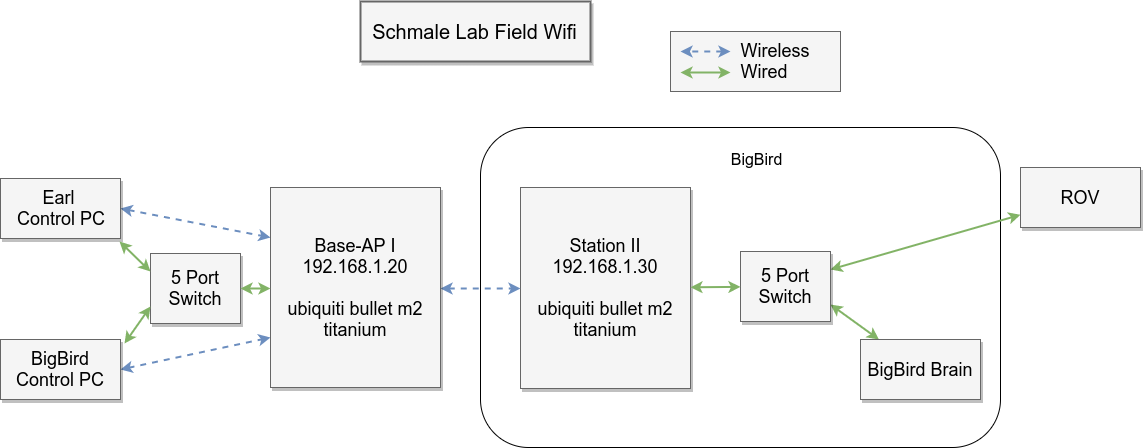 Schmale Lab Field Wifi
Wireless
Wired
BigBird
Earl
Control PC
5 Port
Switch
BigBird
Control PC
Base-AP I
192.168.1.20
ubiquiti bullet m2
titanium
Station II
192.168.1.30
ubiquiti bullet m2
titanium
5 Port
Switch
ROV
BigBird Brain